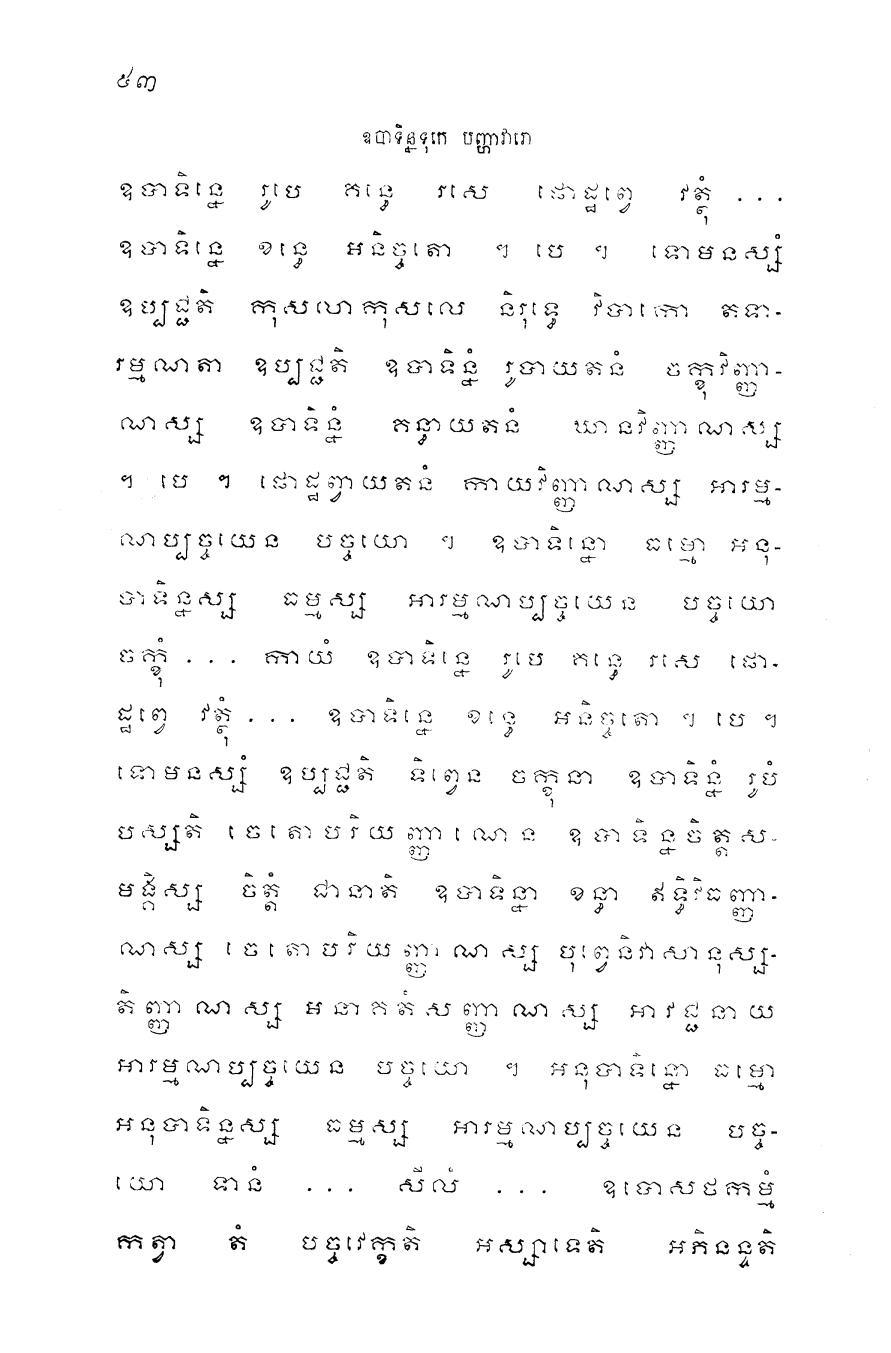 ៥៣
ឧបាទិន្នទុកេ បញ្ហាវារោ
ឧបាទិន្នេ រូបេ គន្ធេ រសេ ផោដ្ឋព្វេ វត្ថុំ ...
ឧបាទិន្នេ ខន្ធេ អនិច្ចតោ ។ បេ ។ ទោមនស្សំ
ឧប្បជ្ជតិ កុសលាកុសលេ និរុទ្ធេ វិបាកោ តទា-
រម្មណតា ឧប្បជ្ជតិ ឧបាទិន្នំ រូបាយតនំ ចក្ខុវិញ្ញា-
ណស្ស ឧបាទិន្នំ គន្ធាយតនំ ឃានវិញ្ញាណស្ស
។ បេ ។ ផោដ្ឋព្វាយតនំ កាយវិញ្ញាណស្ស អារម្ម-
ណប្បច្ចយេន បច្ចយោ ។ ឧបាទិន្នោ ធម្មោ អនុ-
បាទិន្នស្ស ធម្មស្ស អារម្មណប្បច្ចយេន បច្ចយោ
ចក្ខុំ ... កាយំ ឧបាទិន្នេ រូបេ គន្ធេ រសេ ផោ-
ដ្ឋព្វេ វត្ថុំ ... ឧបាទិន្នេ ខន្ធេ អនិច្ចតោ ។ បេ ។
ទោមនស្សំ ឧប្បជ្ជតិ ទិព្វេន ចក្ខុនា ឧបាទិន្នំ រូបំ
បស្សតិ ចេតោបរិយញ្ញាណេន ឧបាទិន្នចិត្តស-
មង្គិស្ស ចិត្តំ ជានាតិ ឧបាទិន្នា ខន្ធា ឥទ្ធិវិធញ្ញា-
ណស្ស ចេតោបរិយញ្ញាណស្ស បុព្វេនិវាសានុស្ស-
តិញ្ញាណស្ស អនាគតំសញ្ញាណស្ស អាវជ្ជនាយ
អារម្មណប្បច្ចយេន បច្ចយោ ។ អនុបាទិន្នោ ធម្មោ
អនុបាទិន្នស្ស ធម្មស្ស អារម្មណប្បច្ចយេន បច្ច-
យោ ទានំ ... សីលំ ... ឧបោសថកម្មំ
កត្វា តំ បច្ចវេក្ខតិ អស្សាទេតិ អភិនន្ទតិ